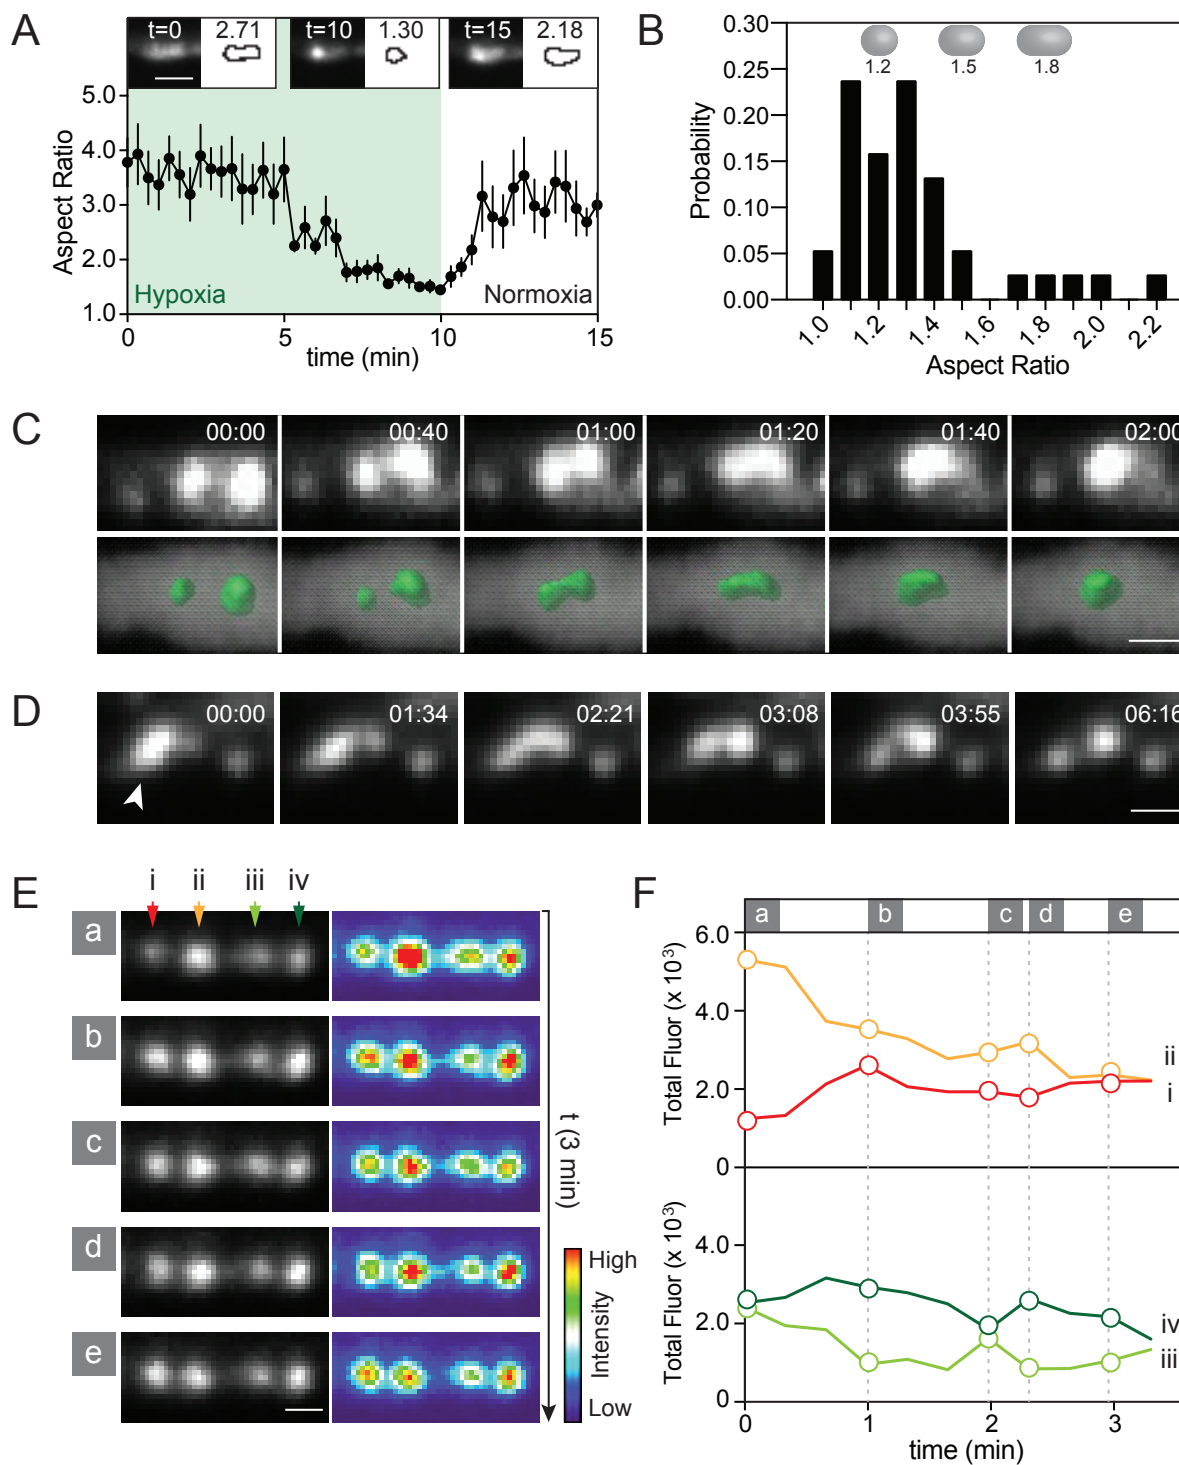 A
t=0 2.71 t=10 1.30 t=15 2.18
5.0
4.0
3.0
2.0
1.0
Aspect Ratio
Hypoxia Normoxia
0 5 10 15
time (min)
B
0.30
0.25
0.20
0.15
0.10
0.05
0.00
Probability
1.2 1.5 1.8
1.0 1.2 1.4 1.6 1.8 2.0 2.2
Aspect Ratio
C
00:00 00:40 01:00 01:20 01:40 02:00
D
00:00 01:34 02:21 03:08 03:55 06:16
E
i ii iii iv
a
b
c
d
e
t (3 min)
High
Intensity
Low
F
a b c d e
6.0
4.0
2.0
0
Total Fluor (x 10³)
ii
i
4.0
2.0
0
Total Fluor (x 10³)
iv
iii
0 1 2 3
time (min)